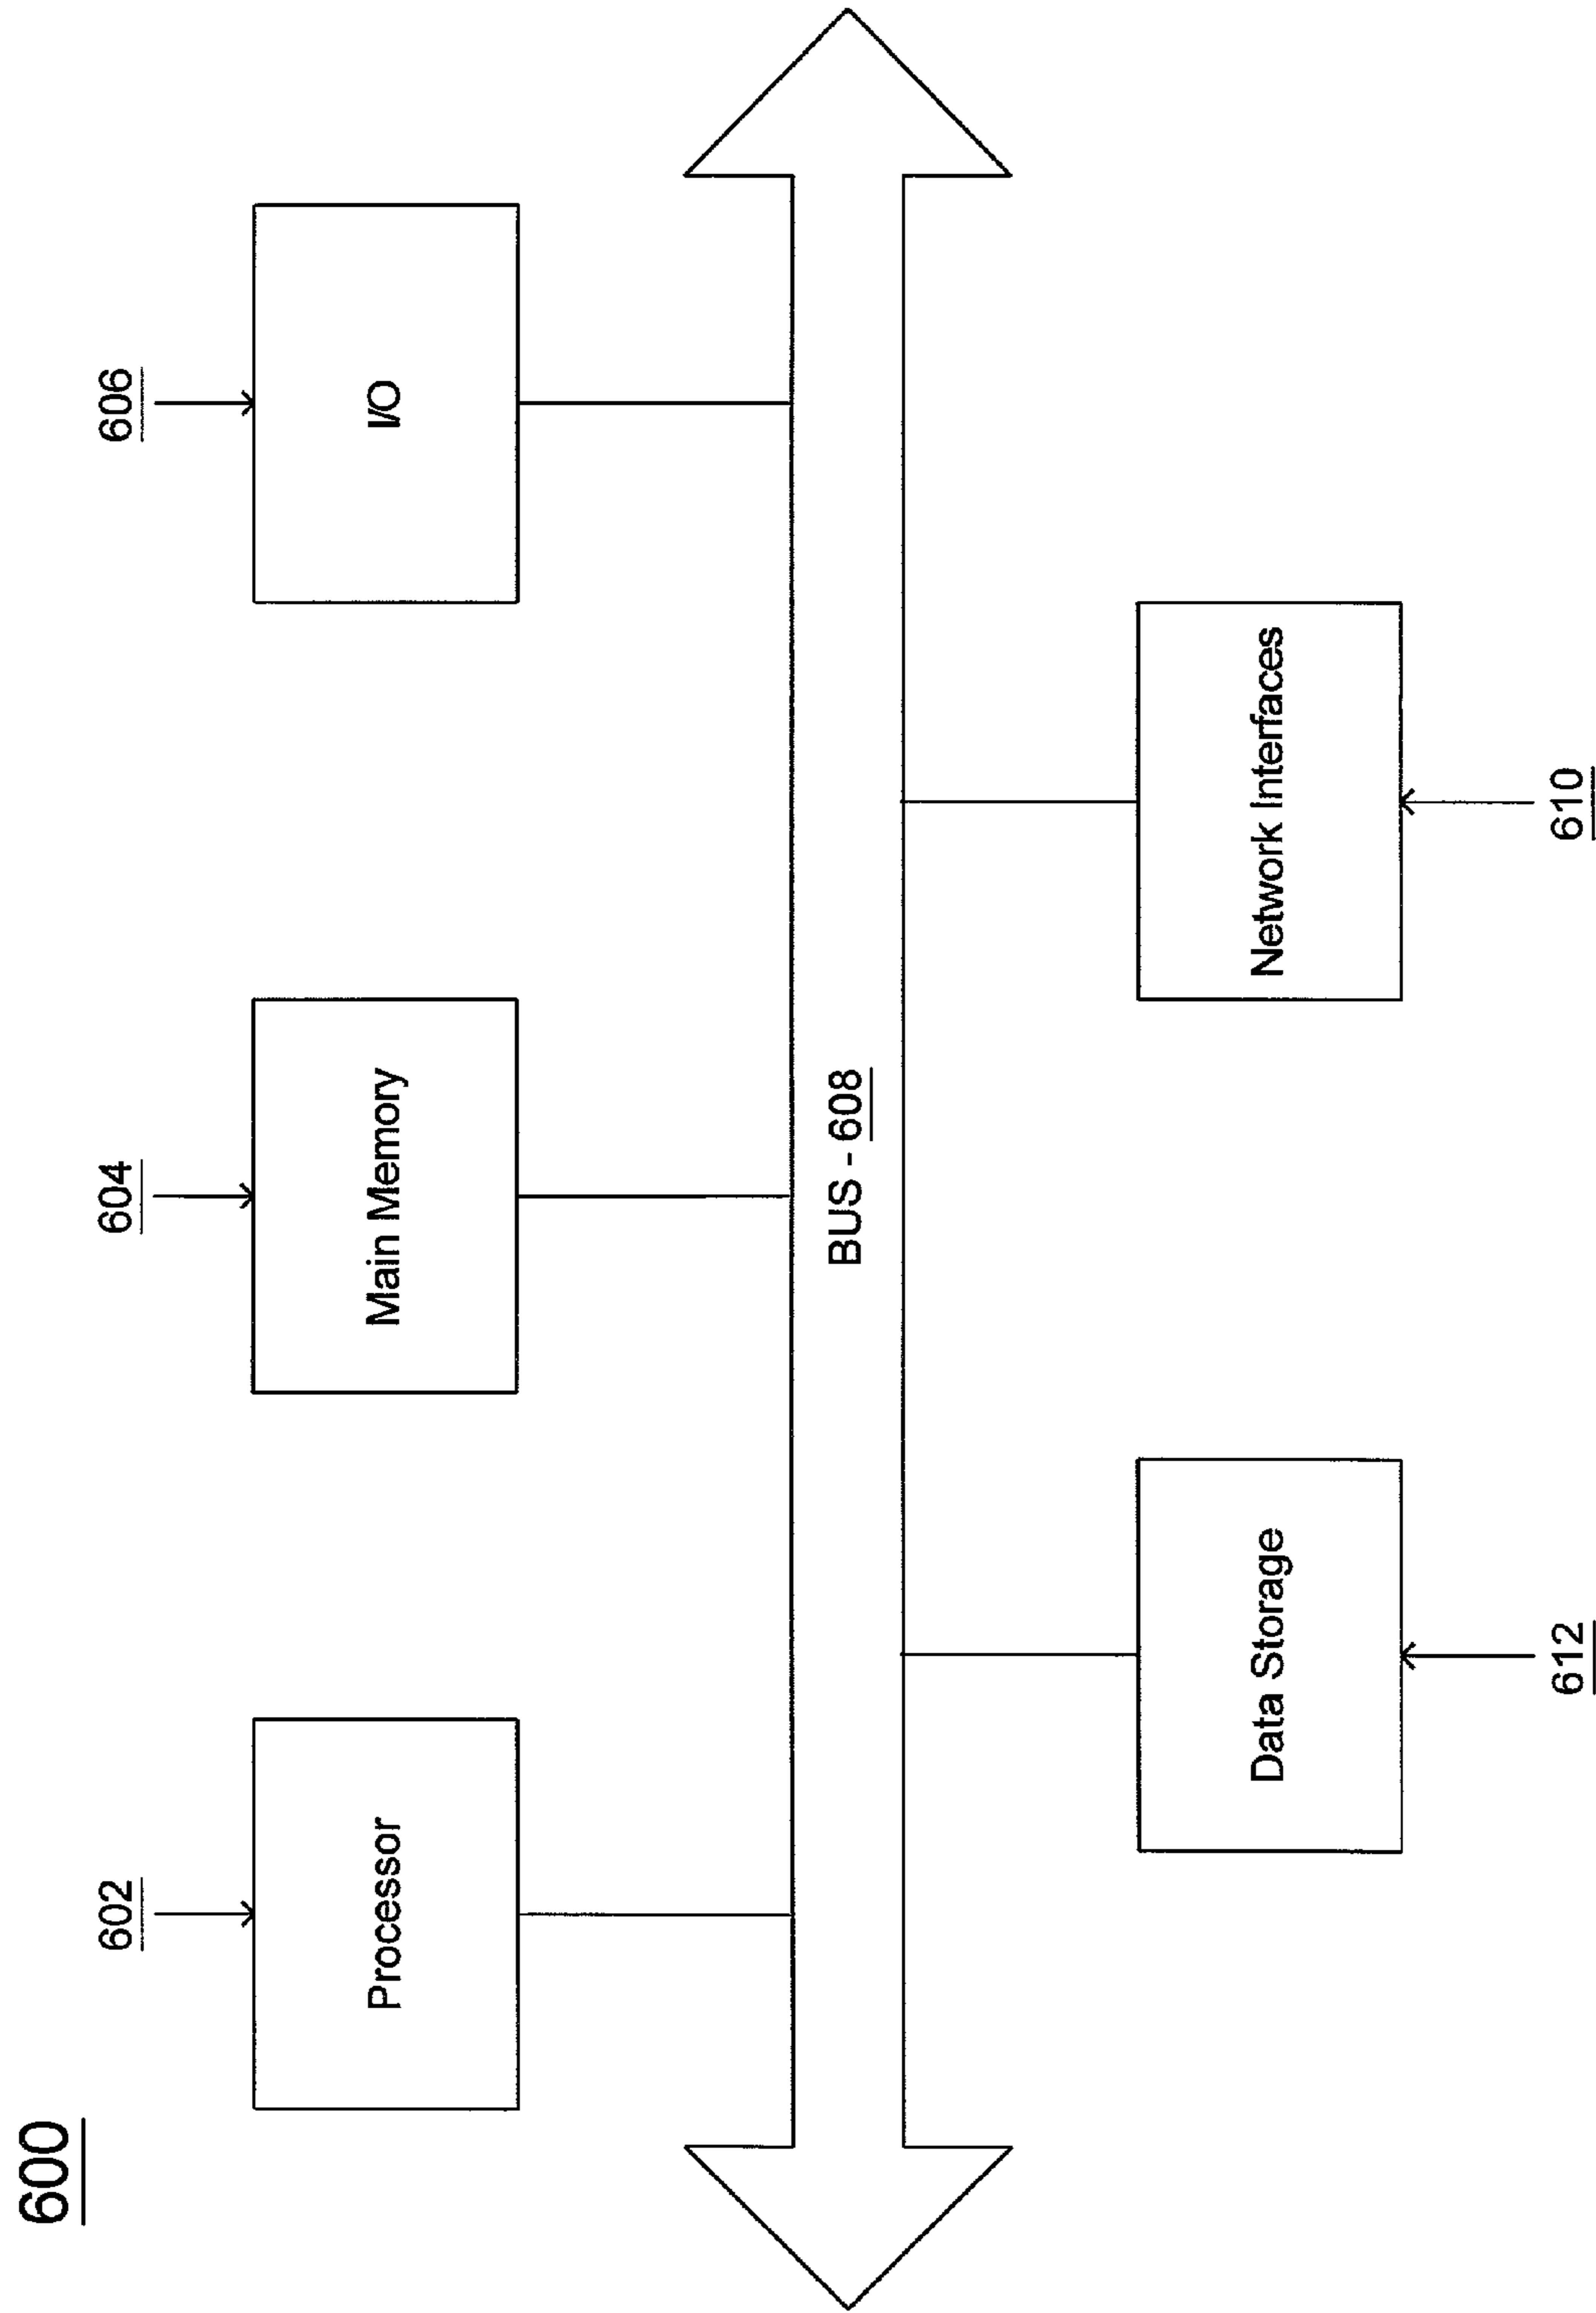 600
602
604
606
Processor
Main Memory
I/O
BUS - 608
Data Storage
Network Interfaces
612
610